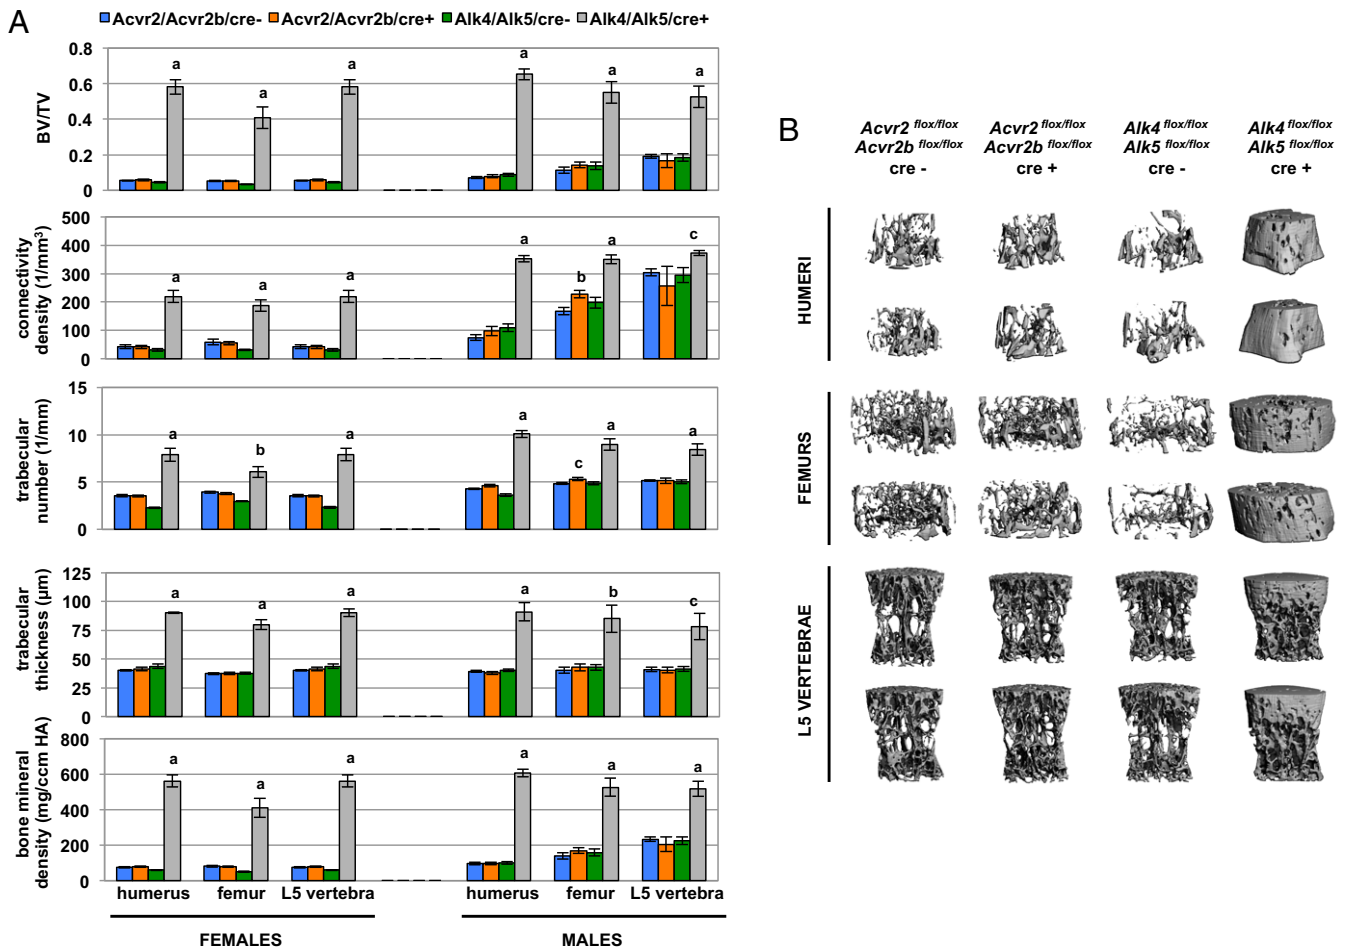 A
Acvr2/Acvr2b/cre- Acvr2/Acvr2b/cre+ Alk4/Alk5/cre- Alk4/Alk5/cre+
BV/TV
0.8
0.6
0.4
0.2
0
a a a a a a
connectivity
density (1/mm³)
500
400
300
200
100
0
a a a a b a c
trabecular
number (1/mm)
15
10
5
0
a b a a c a a
trabecular
thickness (µm)
125
100
75
50
25
0
a a a a b c
bone mineral
density (mg/ccm HA)
800
600
400
200
0
a a a a a a
humerus femur L5 vertebra humerus femur L5 vertebra
FEMALES MALES
B
Acvr2 flox/flox Acvr2 flox/flox Alk4 flox/flox Alk4 flox/flox
Acvr2b flox/flox Acvr2b flox/flox Alk5 flox/flox Alk5 flox/flox
cre - cre + cre - cre +
HUMERI
FEMURS
L5 VERTEBRAE